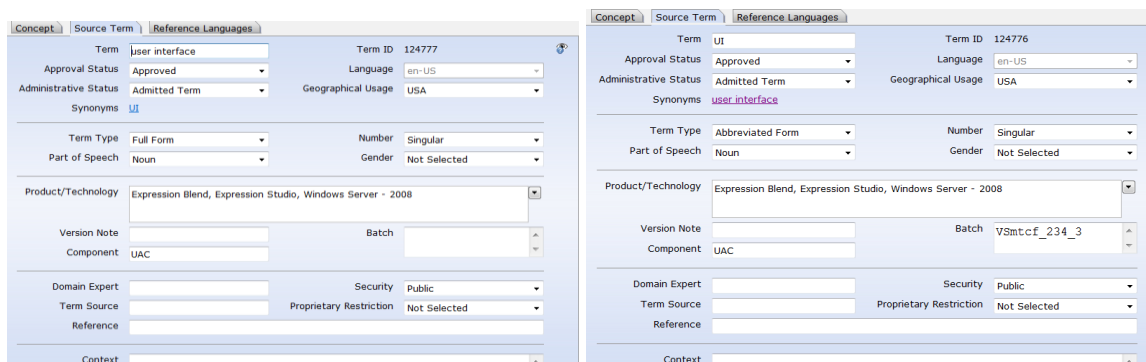 Concept Source Term Reference Languages
Term user interface Term ID 124777
Approval Status Approved Language en-US
Administrative Status Admitted Term Geographical Usage USA
Synonyms UI
Term Type Full Form Number Singular
Part of Speech Noun Gender Not Selected
Product/Technology Expression Blend, Expression Studio, Windows Server - 2008
Version Note Batch
Component UAC
Domain Expert Security Public
Term Source Proprietary Restriction Not Selected
Reference
Context
Concept Source Term Reference Languages
Term UI Term ID 124776
Approval Status Approved Language en-US
Administrative Status Admitted Term Geographical Usage USA
Synonyms user interface
Term Type Abbreviated Form Number Singular
Part of Speech Noun Gender Not Selected
Product/Technology Expression Blend, Expression Studio, Windows Server - 2008
Version Note Batch VSmtcf_234_3
Component UAC
Domain Expert Security Public
Term Source Proprietary Restriction Not Selected
Reference
Context